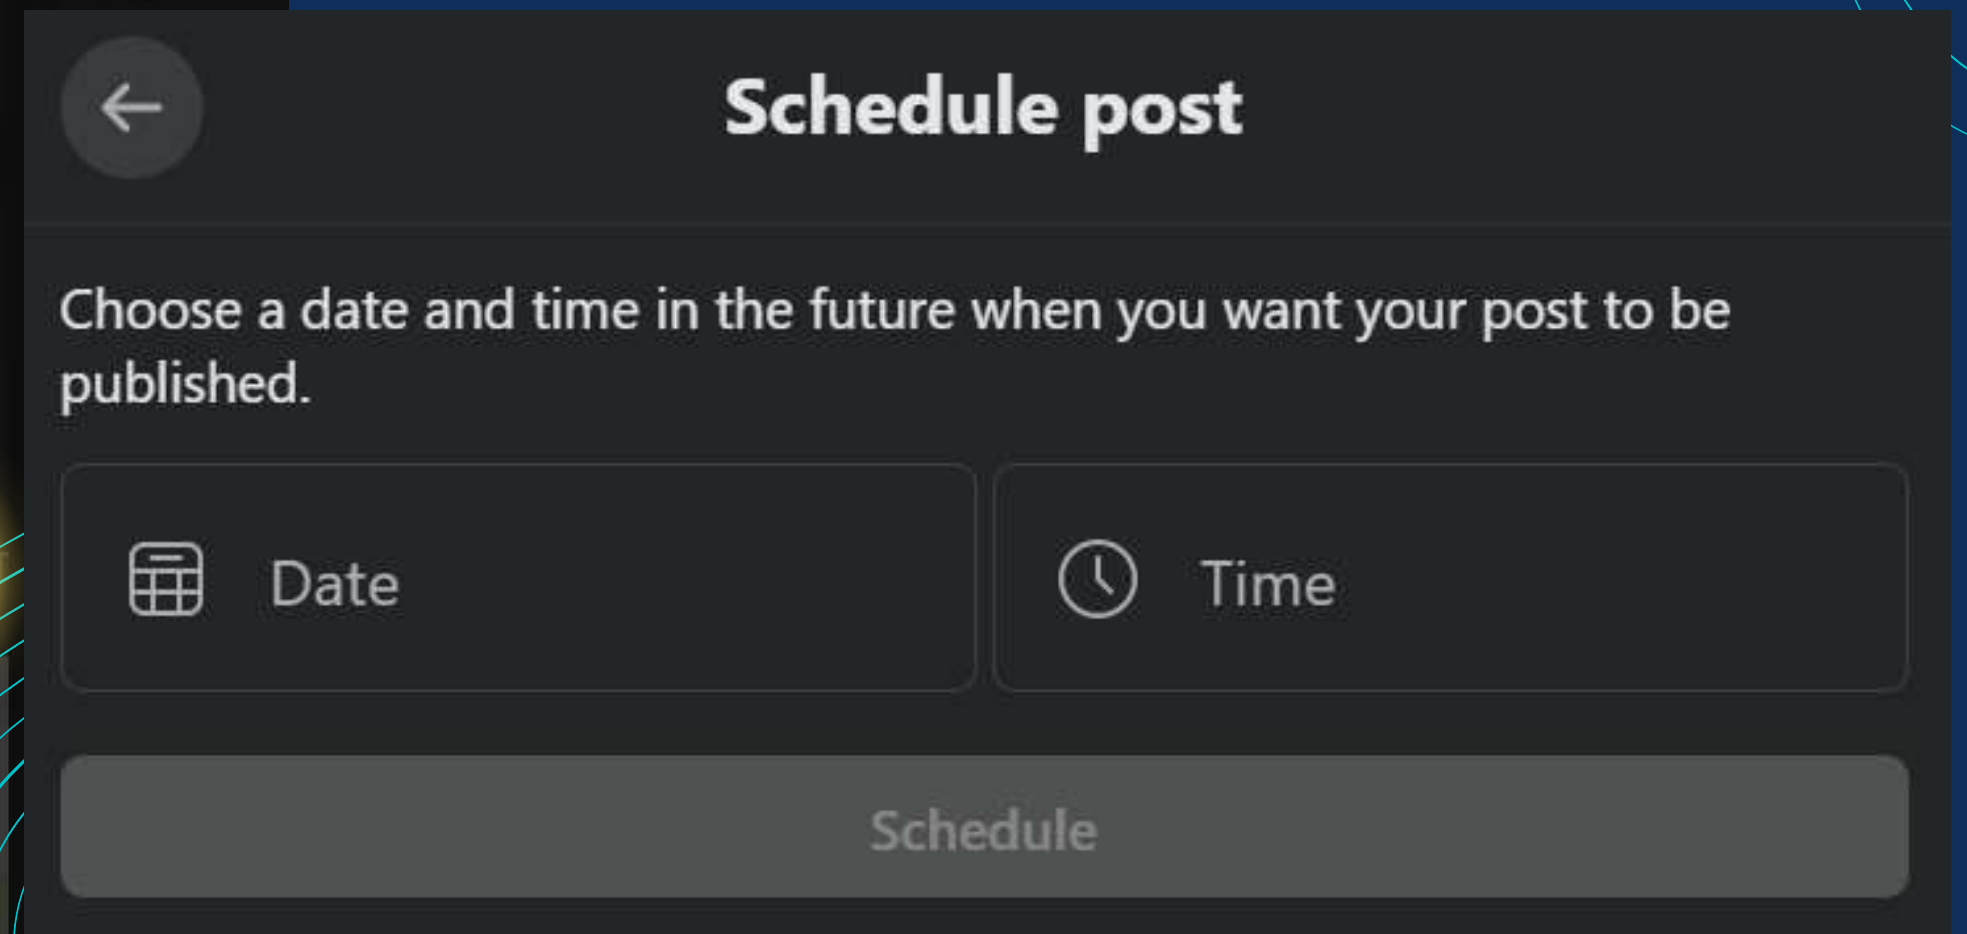 Schedule post
Choose a date and time in the future when you want your post to be
published.
Date
Time
Schedule